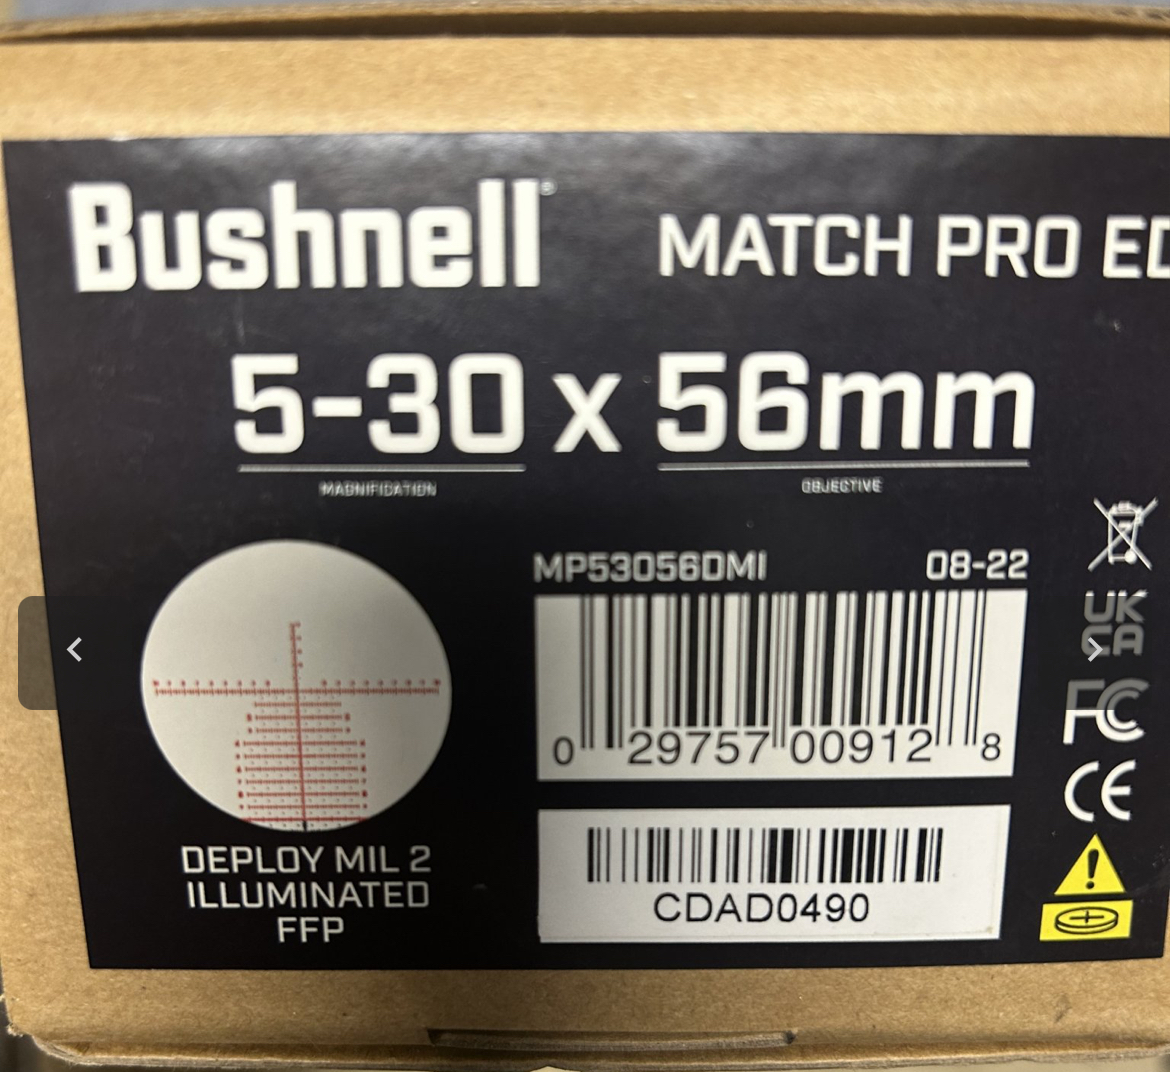 Bushnell®
MATCH PRO ED
5-30 x 56mm
MAGNIFICATION
OBJECTIVE
MP53056DMI
08-22
UK
CA
FC
CE
0 29757 00912 8
DEPLOY MIL 2
ILLUMINATED
FFP
CDAD0490